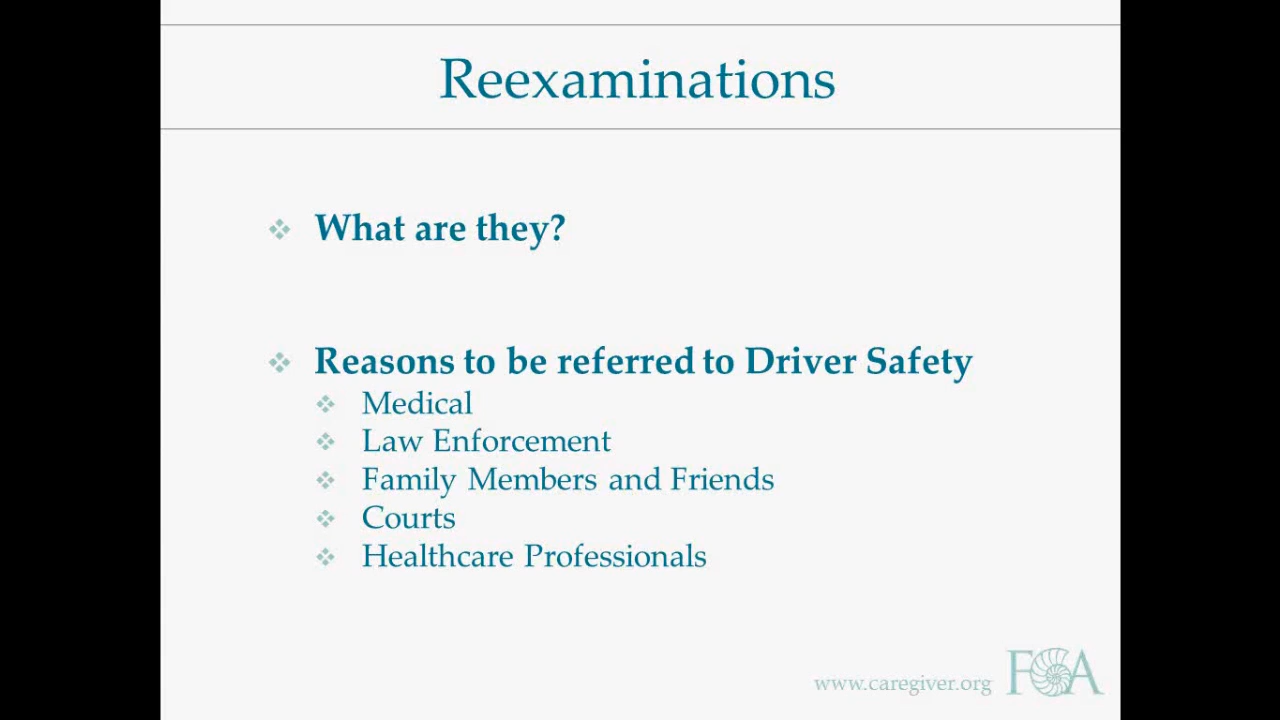 Reexaminations
What are they?
Reasons to be referred to Driver Safety
Medical
Law Enforcement
Family Members and Friends
Courts
Healthcare Professionals
www.caregiver.org FCA